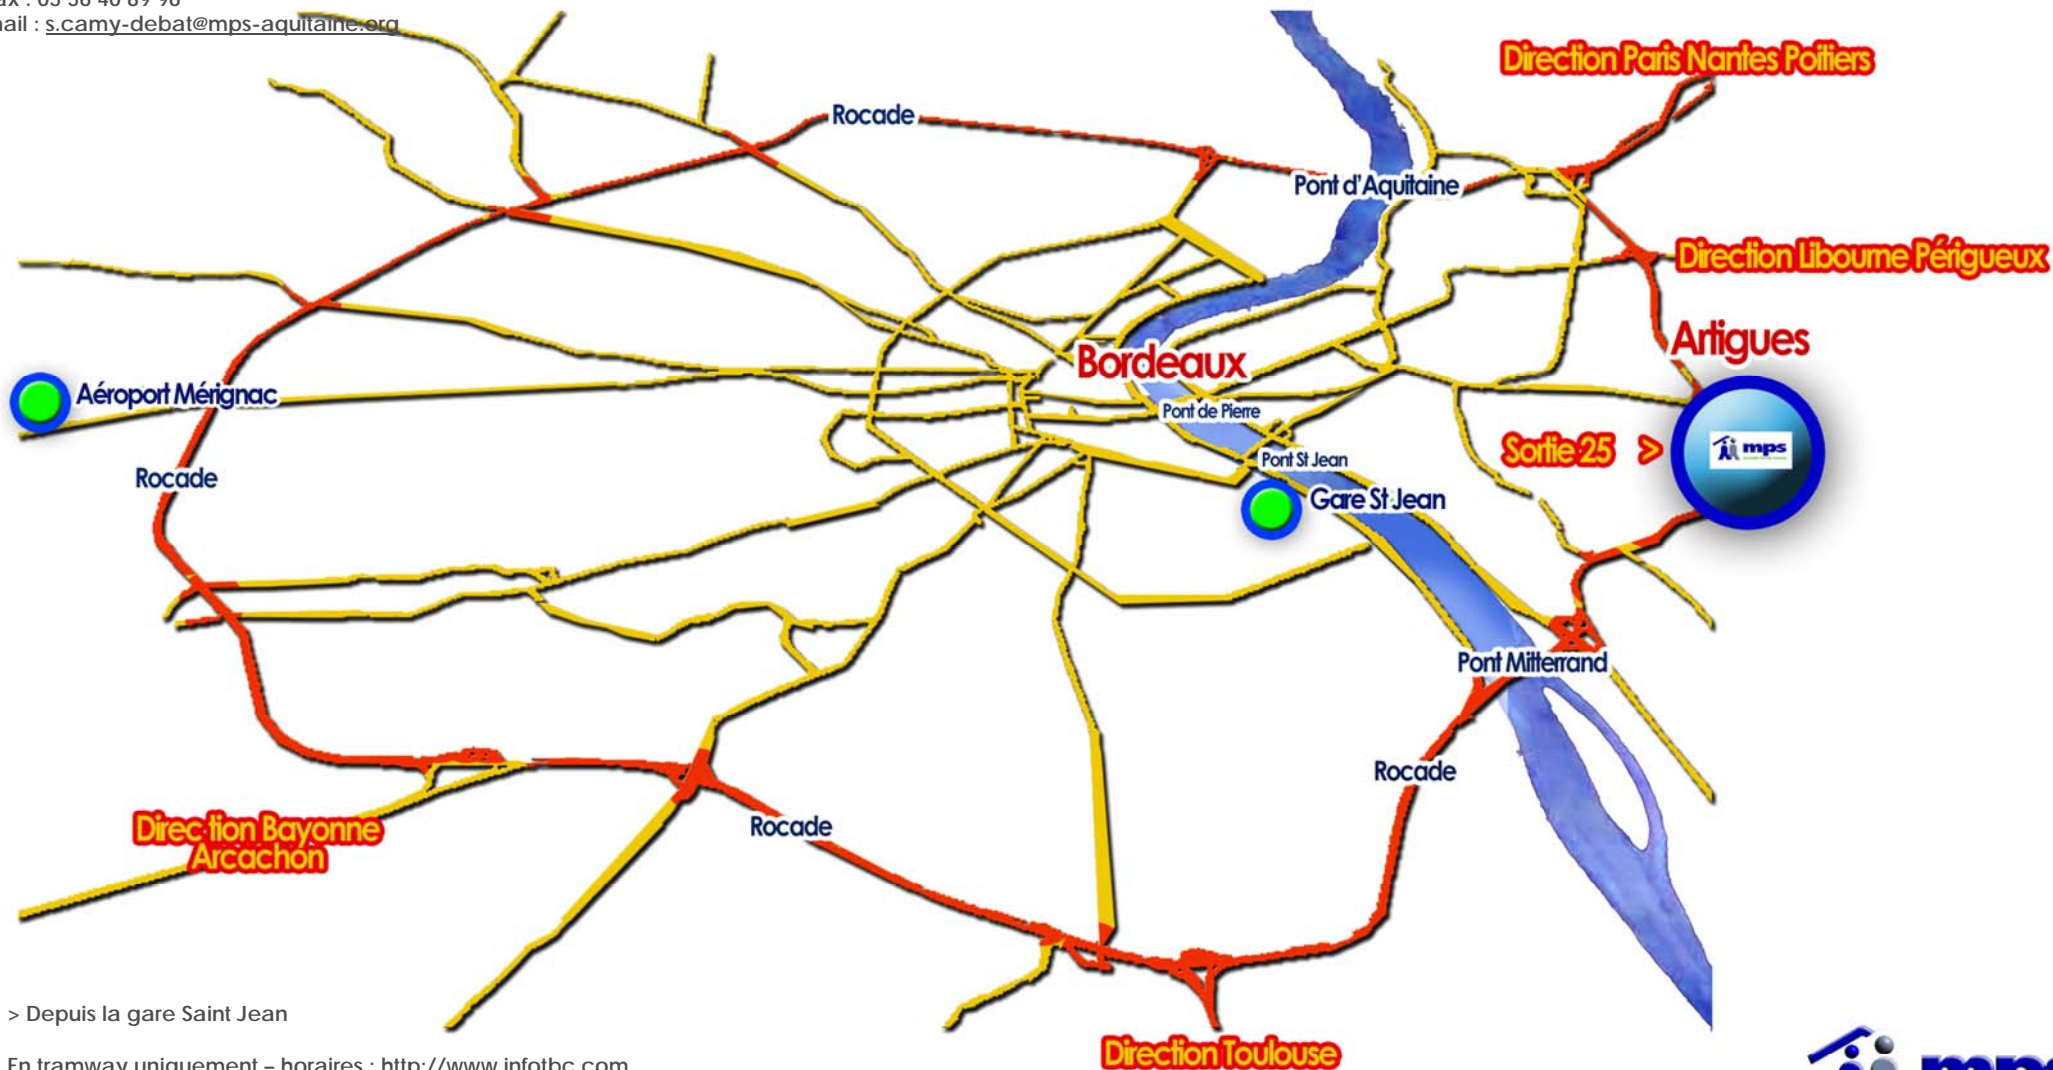 mail : s.camy-debat@mps-aquitaine.org
Direction Paris Nantes Poitiers
Rocade
Pont d'Aquitaine
Direction Libourne Périgueux
Artigues
Bordeaux
Aéroport Mérignac
Pont de Pierre
Sortie 25 >
mps
Pont St Jean
Rocade
Gare St Jean
Pont Mitterrand
Rocade
Direction Bayonne
Arcachon
Rocade
> Depuis la gare Saint Jean
Direction Toulouse
En tramway uniquement – horaires : http://www.infotbc.com
mps